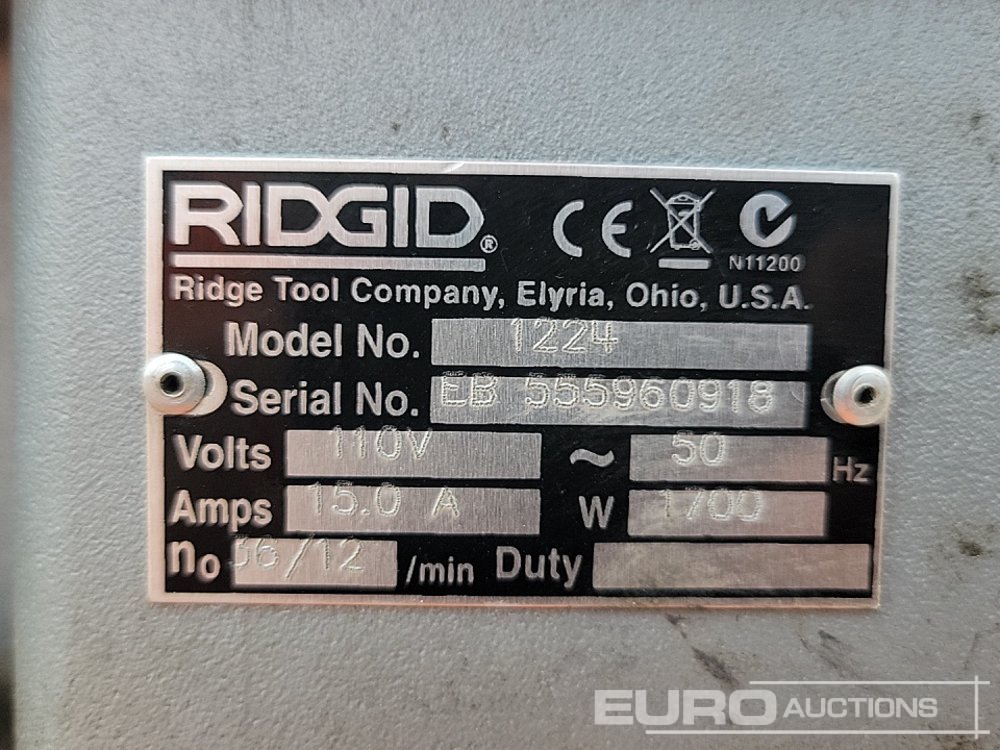 RIDGID®
CE
N11200
Ridge Tool Company, Elyria, Ohio, U.S.A.
Model No. 1224
Serial No. EB 555960918
Volts 110V ~ 50 Hz
Amps 15.0 A W 1700
no 36/12 /min Duty
EURO AUCTIONS